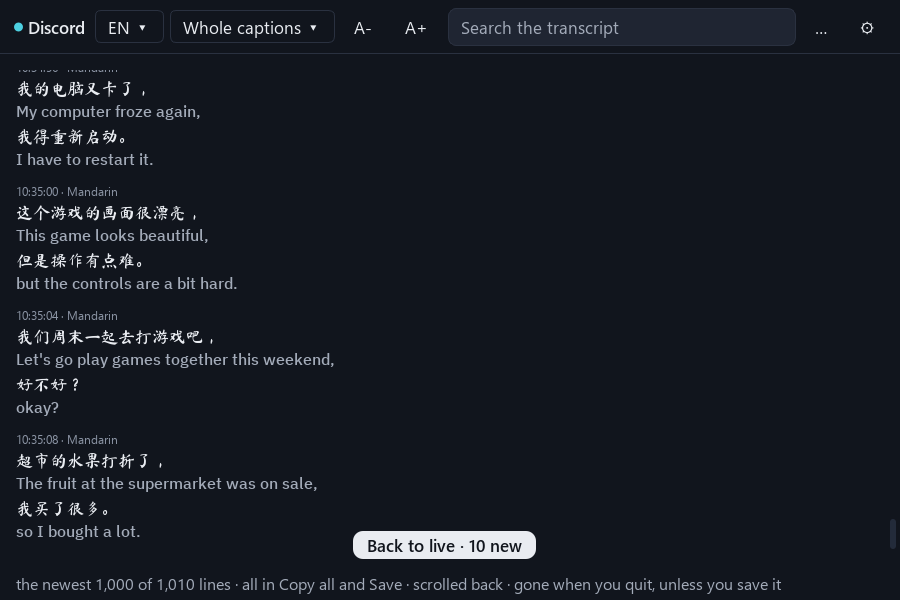 Discord EN ▼ Whole captions ▼ A- A+ Search the transcript ...
我的电脑又卡了，
My computer froze again,
我得重新启动。
I have to restart it.
10:35:00 · Mandarin
这个游戏的画面很漂亮，
This game looks beautiful,
但是操作有点难。
but the controls are a bit hard.
10:35:04 · Mandarin
我们周末一起去打游戏吧，
Let's go play games together this weekend,
好不好？
okay?
10:35:08 · Mandarin
超市的水果打折了，
The fruit at the supermarket was on sale,
我买了很多。
so I bought a lot.
Back to live · 10 new
the newest 1,000 of 1,010 lines · all in Copy all and Save · scrolled back · gone when you quit, unless you save it